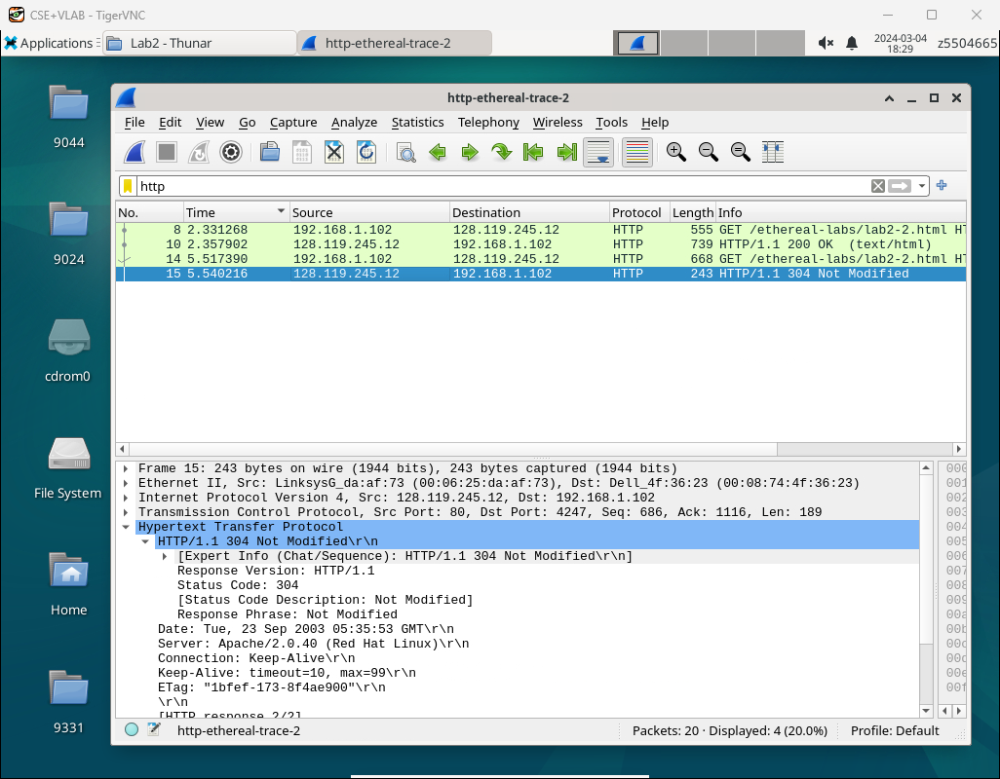 CSE+VLAB - TigerVNC
Applications Lab2 - Thunar http-ethereal-trace-2 2024-03-04 18:29 z5504665
9044
9024
cdrom0
File System
Home
9331
http-ethereal-trace-2
File Edit View Go Capture Analyze Statistics Telephony Wireless Tools Help
http
No. Time Source Destination Protocol Length Info
8 2.331268 192.168.1.102 128.119.245.12 HTTP 555 GET /ethereal-labs/lab2-2.html HT
10 2.357902 128.119.245.12 192.168.1.102 HTTP 739 HTTP/1.1 200 OK (text/html)
14 5.517390 192.168.1.102 128.119.245.12 HTTP 668 GET /ethereal-labs/lab2-2.html HT
15 5.540216 128.119.245.12 192.168.1.102 HTTP 243 HTTP/1.1 304 Not Modified
Frame 15: 243 bytes on wire (1944 bits), 243 bytes captured (1944 bits)
Ethernet II, Src: LinksysG_da:af:73 (00:06:25:da:af:73), Dst: Dell_4f:36:23 (00:08:74:4f:36:23)
Internet Protocol Version 4, Src: 128.119.245.12, Dst: 192.168.1.102
Transmission Control Protocol, Src Port: 80, Dst Port: 4247, Seq: 686, Ack: 1116, Len: 189
Hypertext Transfer Protocol
HTTP/1.1 304 Not Modified\r\n
[Expert Info (Chat/Sequence): HTTP/1.1 304 Not Modified\r\n]
Response Version: HTTP/1.1
Status Code: 304
[Status Code Description: Not Modified]
Response Phrase: Not Modified
Date: Tue, 23 Sep 2003 05:35:53 GMT\r\n
Server: Apache/2.0.40 (Red Hat Linux)\r\n
Connection: Keep-Alive\r\n
Keep-Alive: timeout=10, max=99\r\n
ETag: "1bfef-173-8f4ae900"\r\n
\r\n
[HTTP response 2/2]
000
001
002
003
004
005
006
007
008
009
00a
00b
00c
00d
00e
00f
http-ethereal-trace-2 Packets: 20 · Displayed: 4 (20.0%) Profile: Default